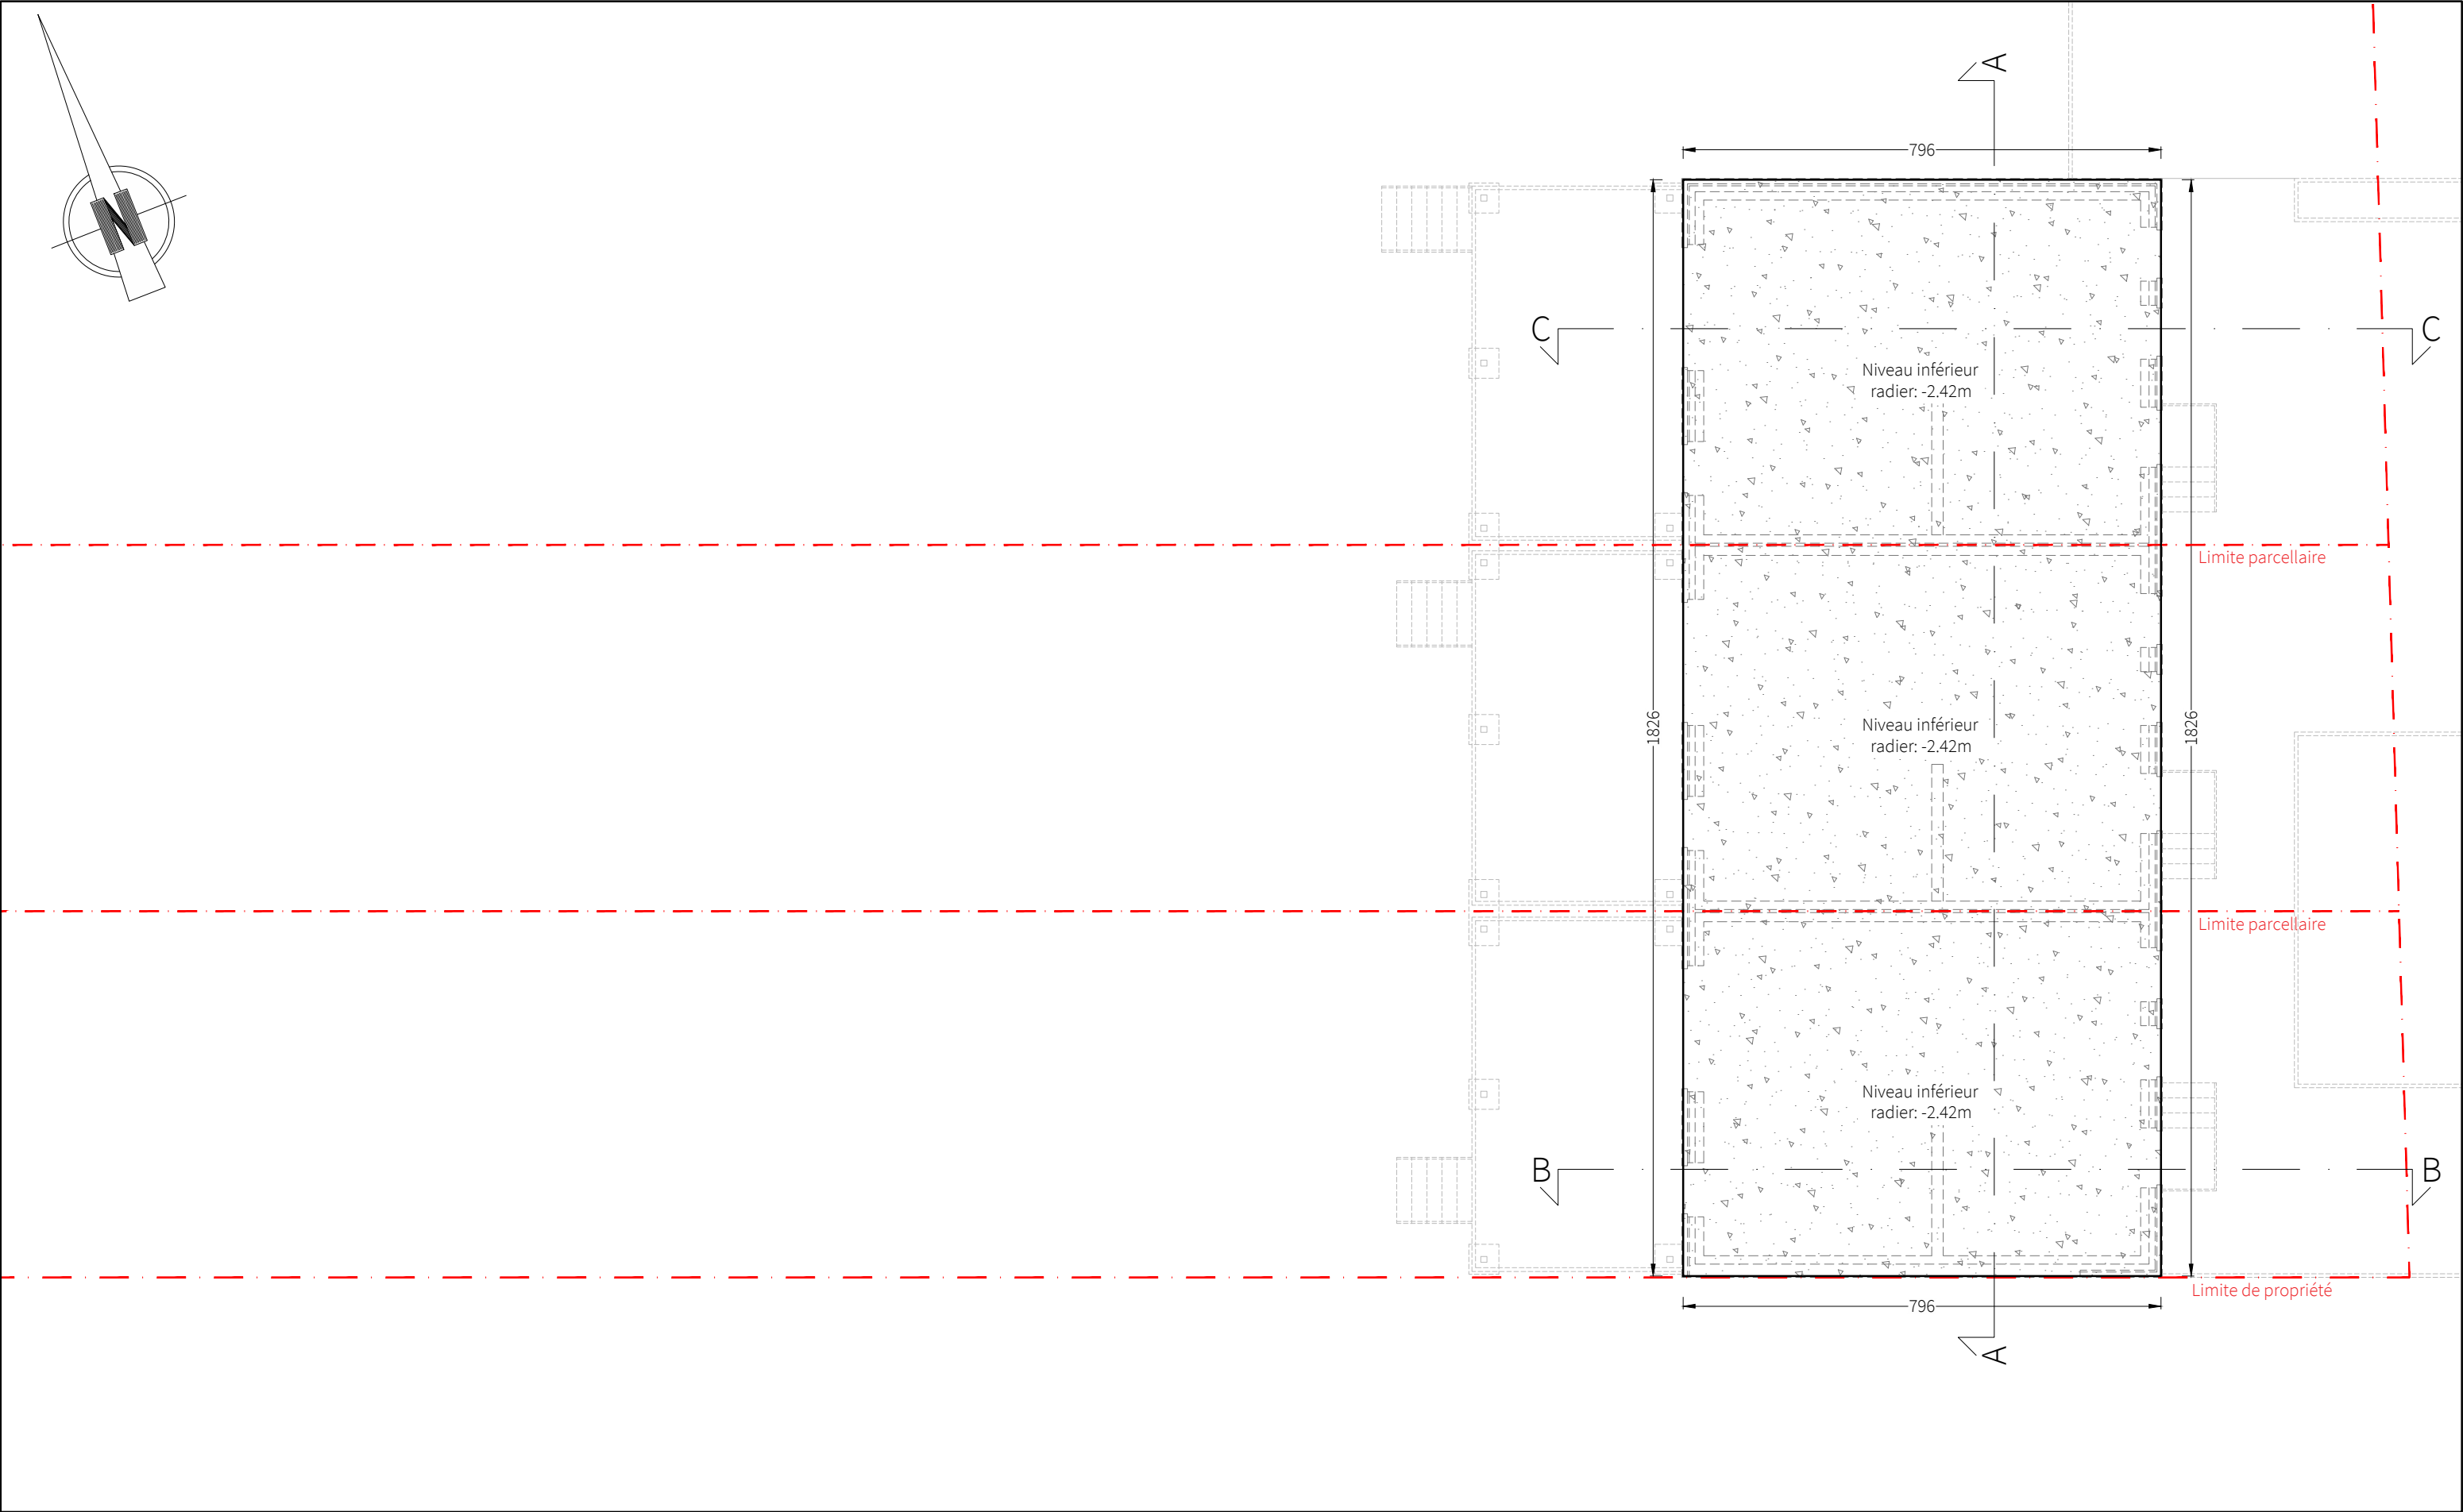 A
796
N
C
C
Niveau inférieur
radier: -2.42m
Limite parcellaire
1826
1826
Niveau inférieur
radier: -2.42m
Limite parcellaire
Niveau inférieur
radier: -2.42m
B
B
Limite de propriété
796
A